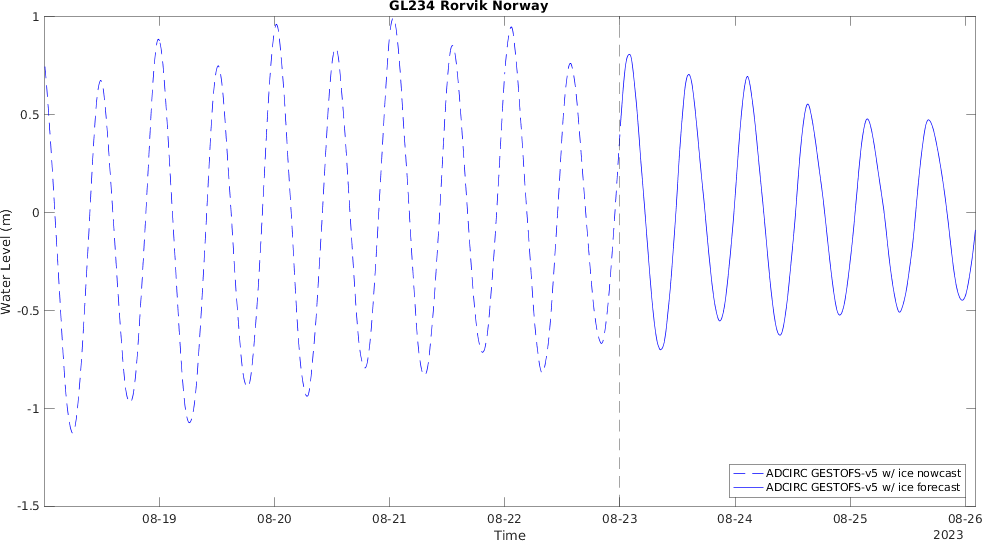 GL234 Rorvik Norway
1
0.5
0
-0.5
-1
-1.5
Water Level (m)
08-19 08-20 08-21 08-22 08-23 08-24 08-25 08-26
2023
Time
ADCIRC GESTOFS-v5 w/ ice nowcast
ADCIRC GESTOFS-v5 w/ ice forecast